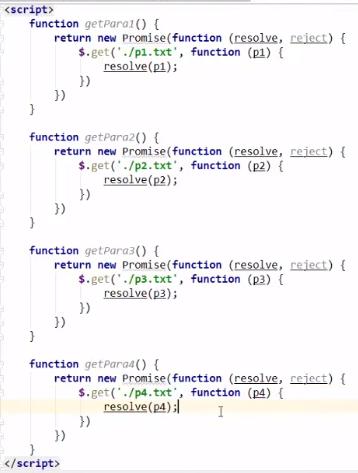 <script>
function getPara1() {
return new Promise(function (resolve, reject) {
$.get('./p1.txt', function (p1) {
resolve(p1);
})
})
}
function getPara2() {
return new Promise(function (resolve, reject) {
$.get('./p2.txt', function (p2) {
resolve(p2);
})
})
}
function getPara3() {
return new Promise(function (resolve, reject) {
$.get('./p3.txt', function (p3) {
resolve(p3);
})
})
}
function getPara4() {
return new Promise(function (resolve, reject) {
$.get('./p4.txt', function (p4) {
resolve(p4);
})
})
}
</script>